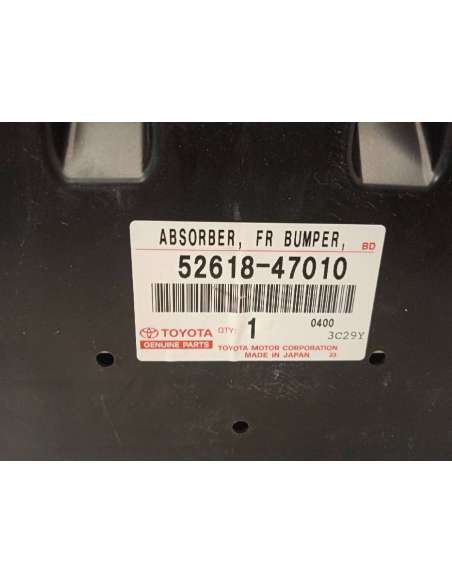 ABSORBER, FR BUMPER, BD
52618-47010
TOYOTA QTY: 1 0400
GENUINE PARTS 3C29Y
TOYOTA MOTOR CORPORATION
MADE IN JAPAN 23